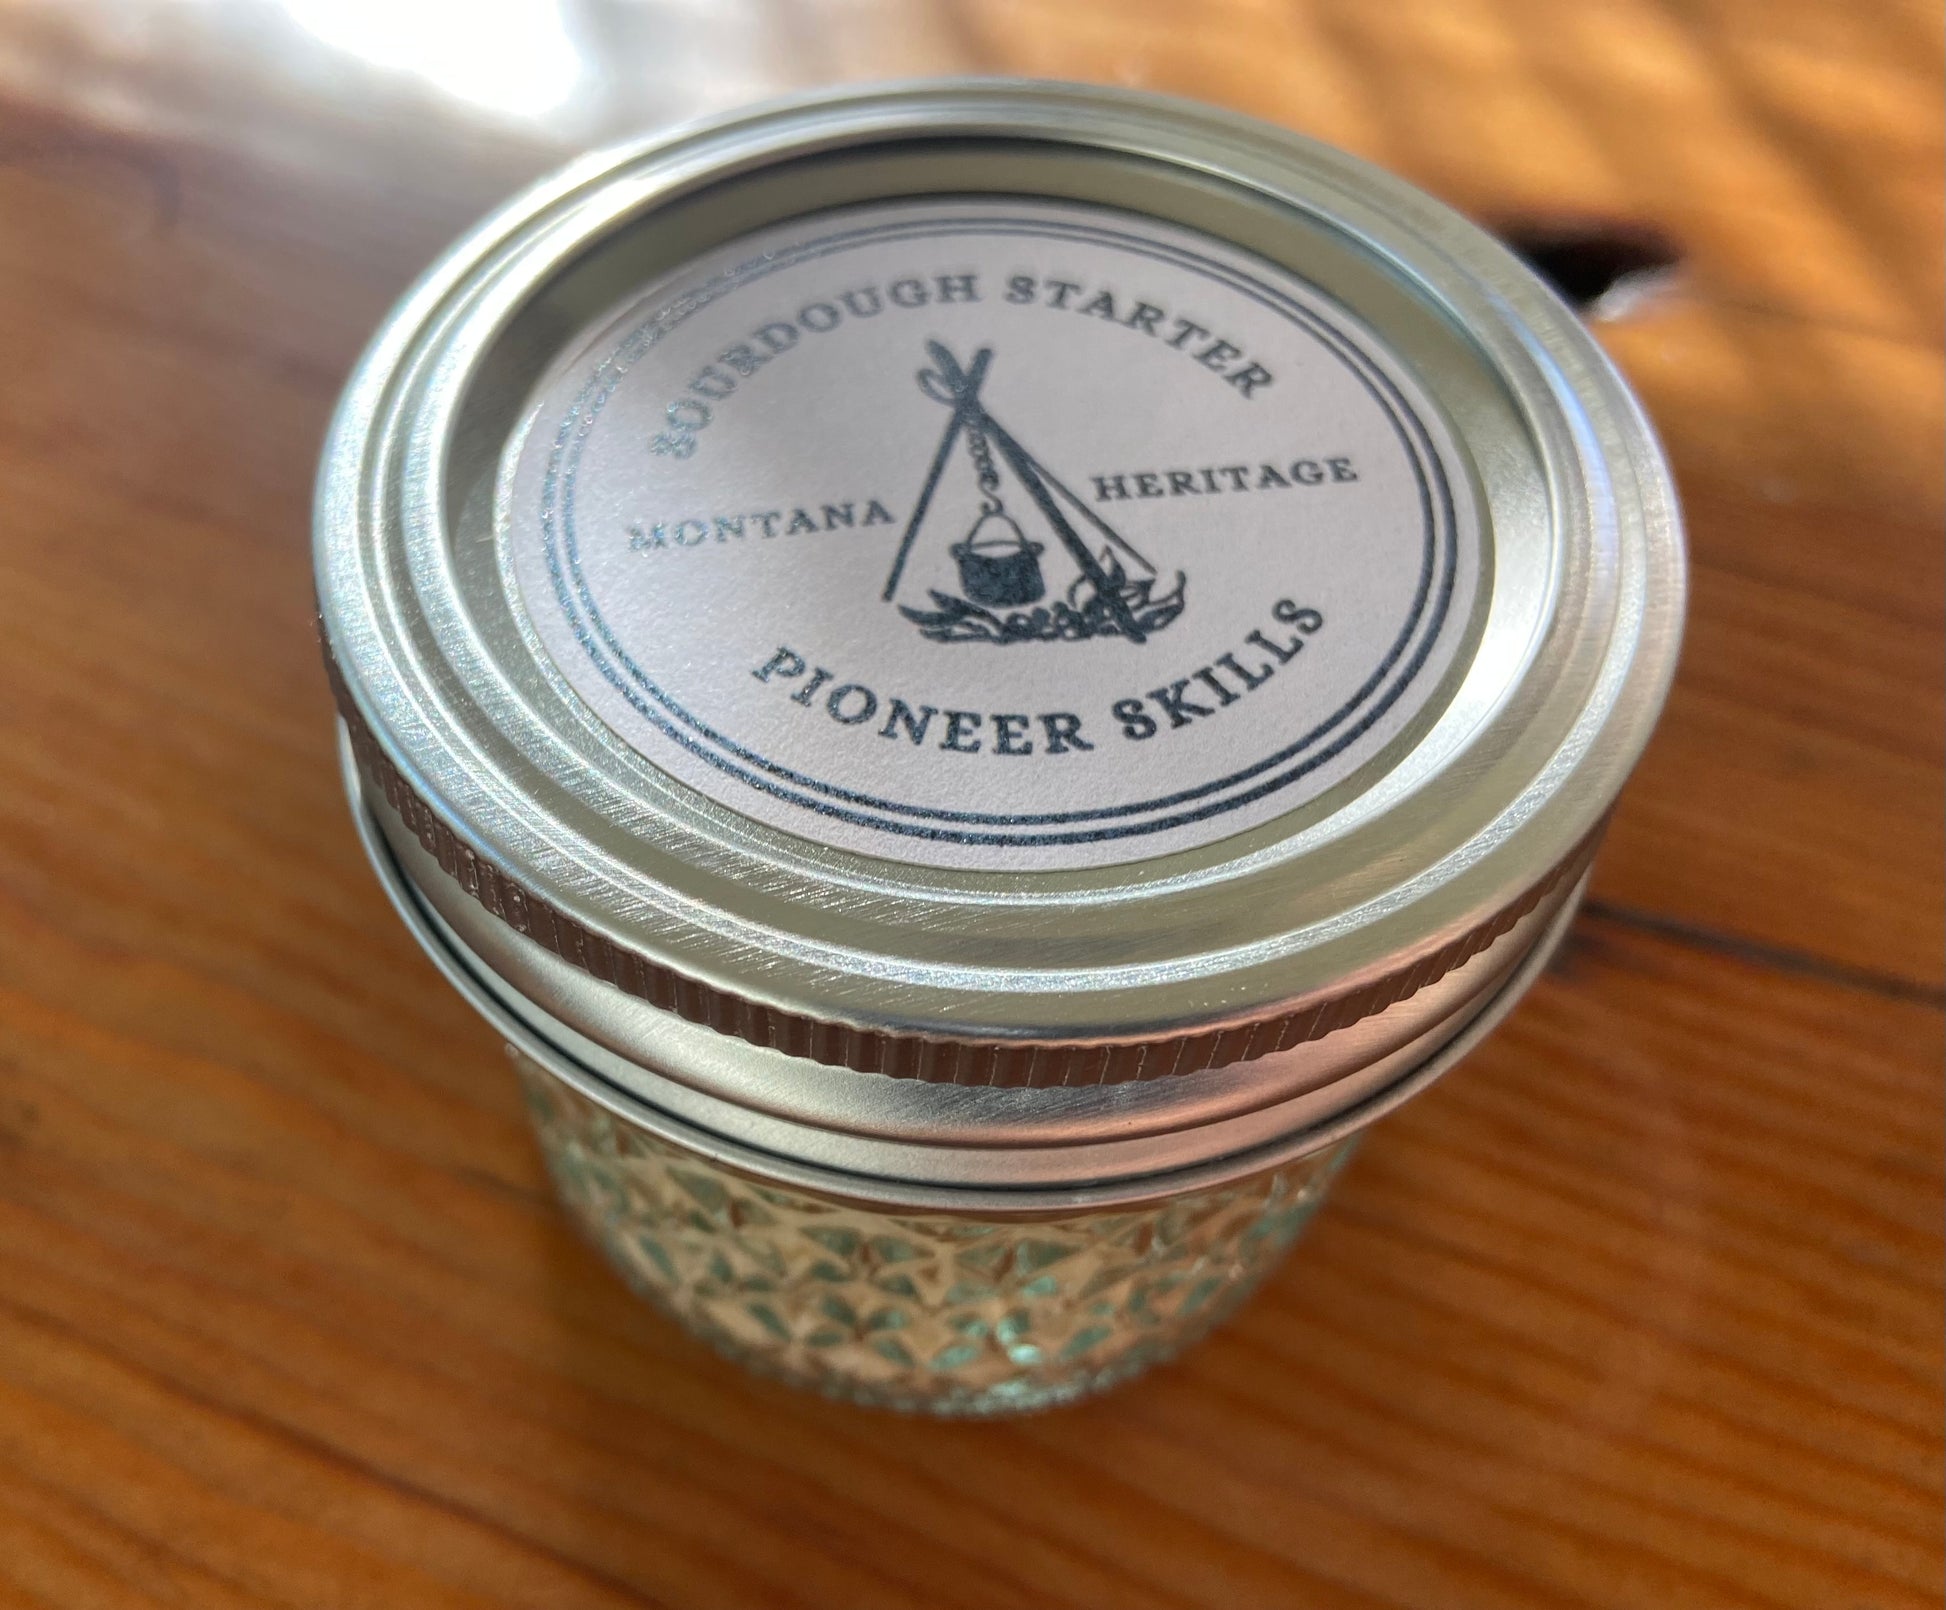 SOURDOUGH STARTER
MONTANA HERITAGE
PIONEER SKILLS